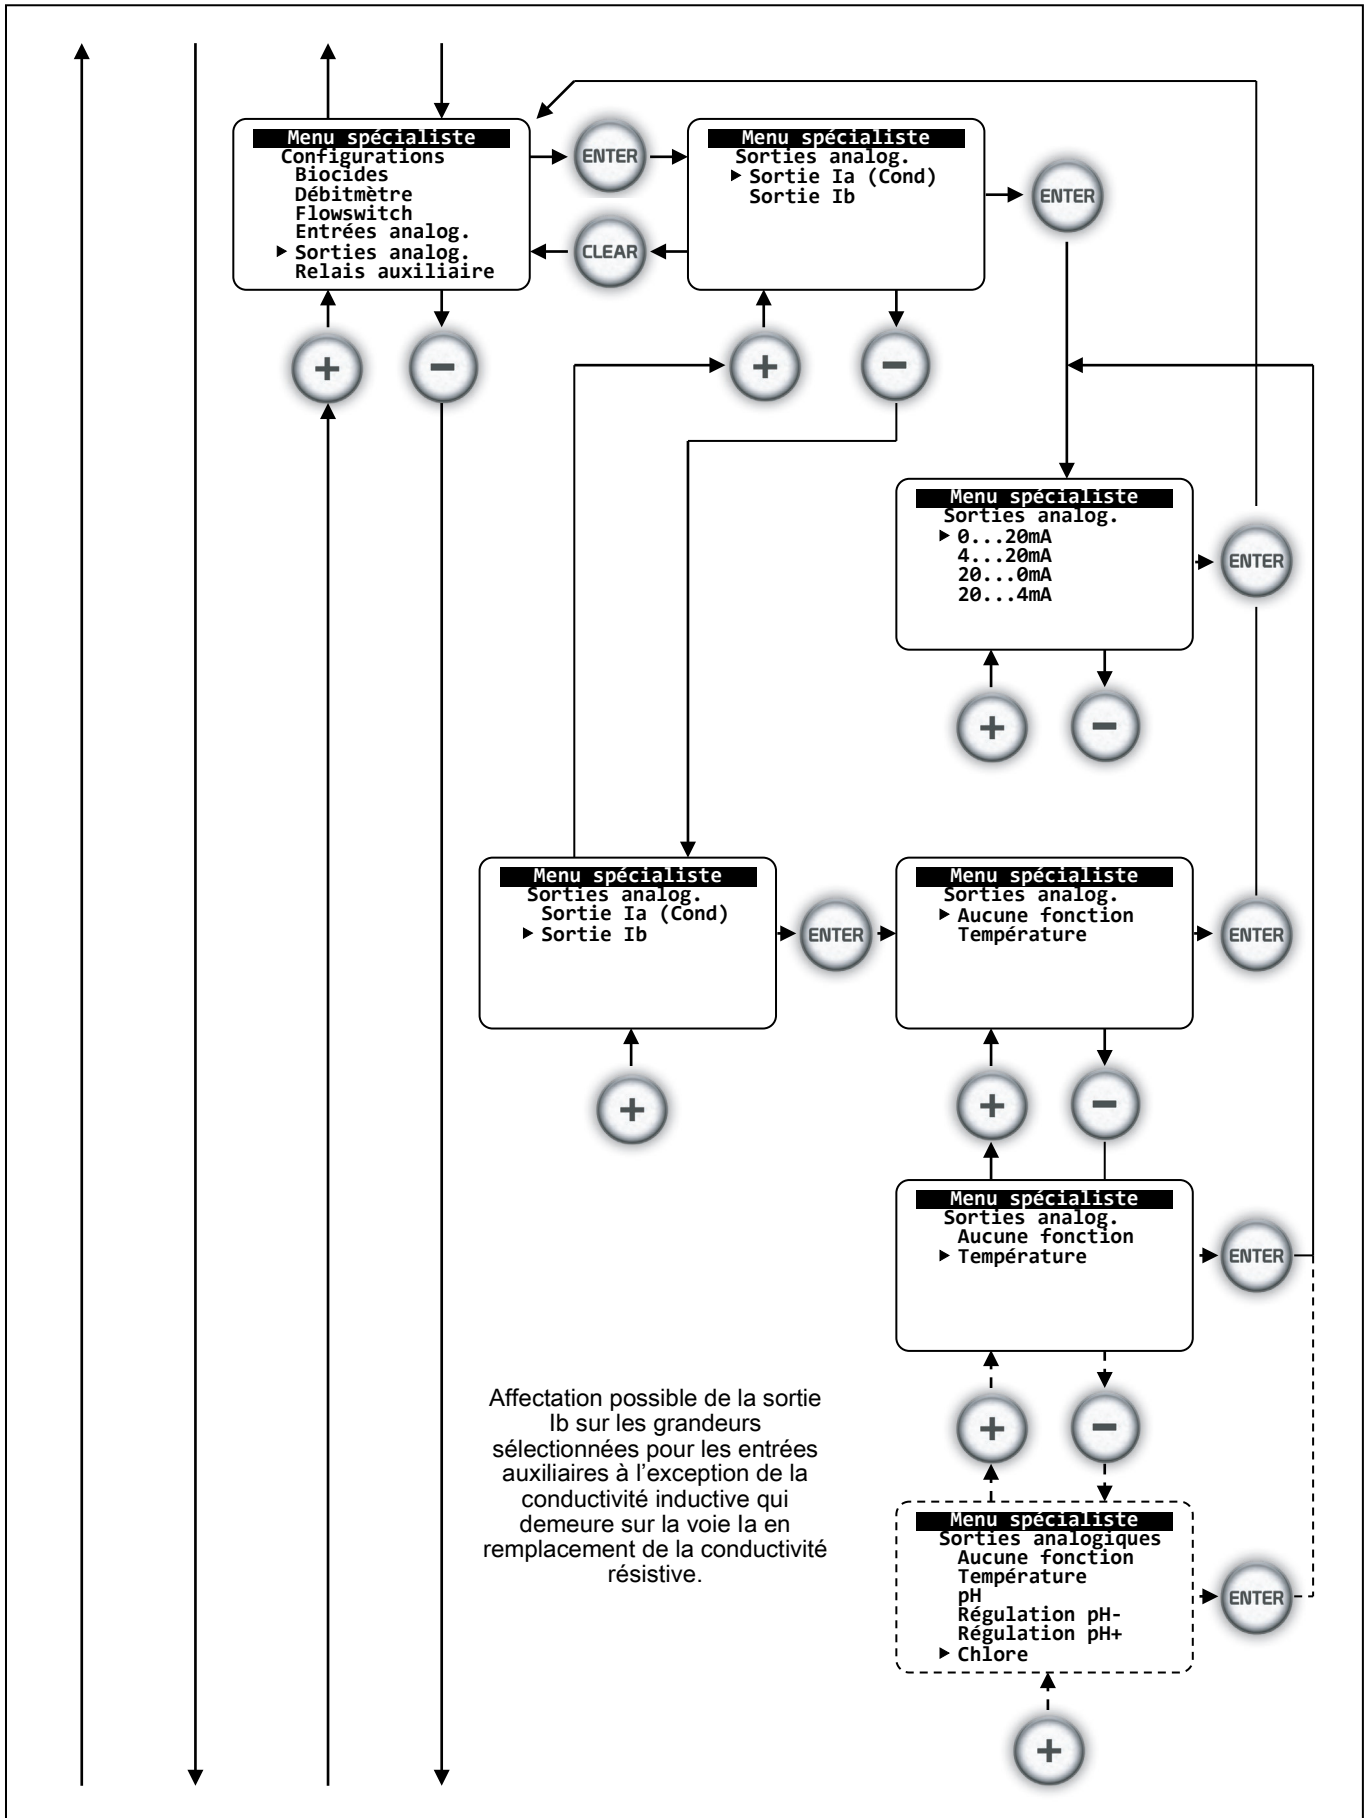 Menu spécialiste
Configurations
Biocides
Débitmètre
Flowswitch
Entrées analog.
Sorties analog.
Relais auxiliaire
ENTER
CLEAR
Menu spécialiste
Sorties analog.
Sortie Ia (Cond)
Sortie Ib
ENTER
+
-
+
-
Menu spécialiste
Sorties analog.
0...20mA
4...20mA
20...0mA
20...4mA
ENTER
+
-
Menu spécialiste
Sorties analog.
Sortie Ia (Cond)
Sortie Ib
ENTER
+
Menu spécialiste
Sorties analog.
Aucune fonction
Température
ENTER
+
-
Menu spécialiste
Sorties analog.
Aucune fonction
Température
ENTER
+
-
Affectation possible de la sortie
Ib sur les grandeurs
sélectionnées pour les entrées
auxiliaires à l’exception de la
conductivité inductive qui
demeure sur la voie Ia en
remplacement de la conductivité
résistive.
Menu spécialiste
Sorties analogiques
Aucune fonction
Température
pH
Régulation pH-
Régulation pH+
Chlore
ENTER
+